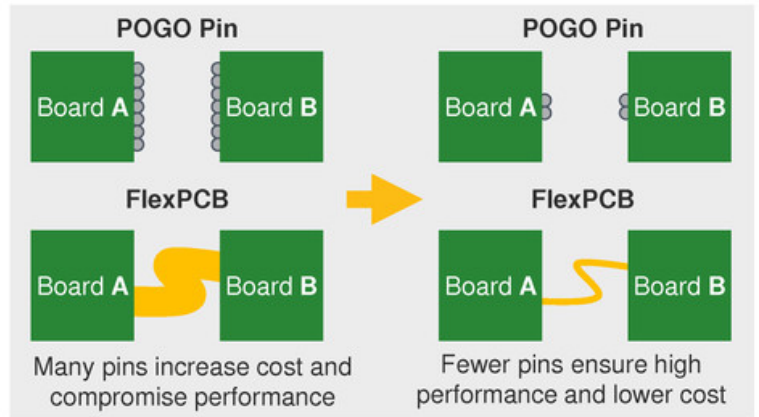 POGO Pin
Board A
Board B
FlexPCB
Board A
Board B
Many pins increase cost and
compromise performance
POGO Pin
Board A
Board B
FlexPCB
Board A
Board B
Fewer pins ensure high
performance and lower cost